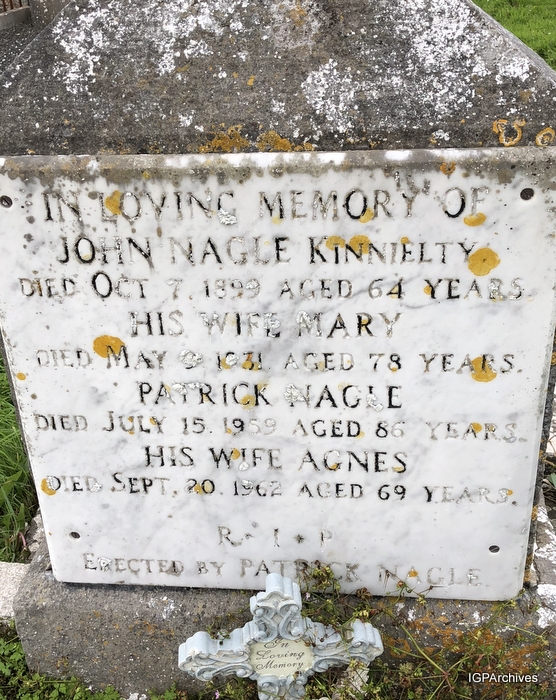 IN LOVING MEMORY OF
JOHN NAGLE KINNIELTY
DIED OCT 7. 1899 AGED 64 YEARS.
HIS WIFE MARY
DIED MAY 9, 1931. AGED 78 YEARS.
PATRICK NAGLE
DIED JULY 15. 1959 AGED 86 YEARS.
HIS WIFE AGNES
DIED SEPT. 20. 1962 AGED 69 YEARS.
R. I. P
ERECTED BY PATRICK NAGLE.
In
Loving
Memory
IGPArchives